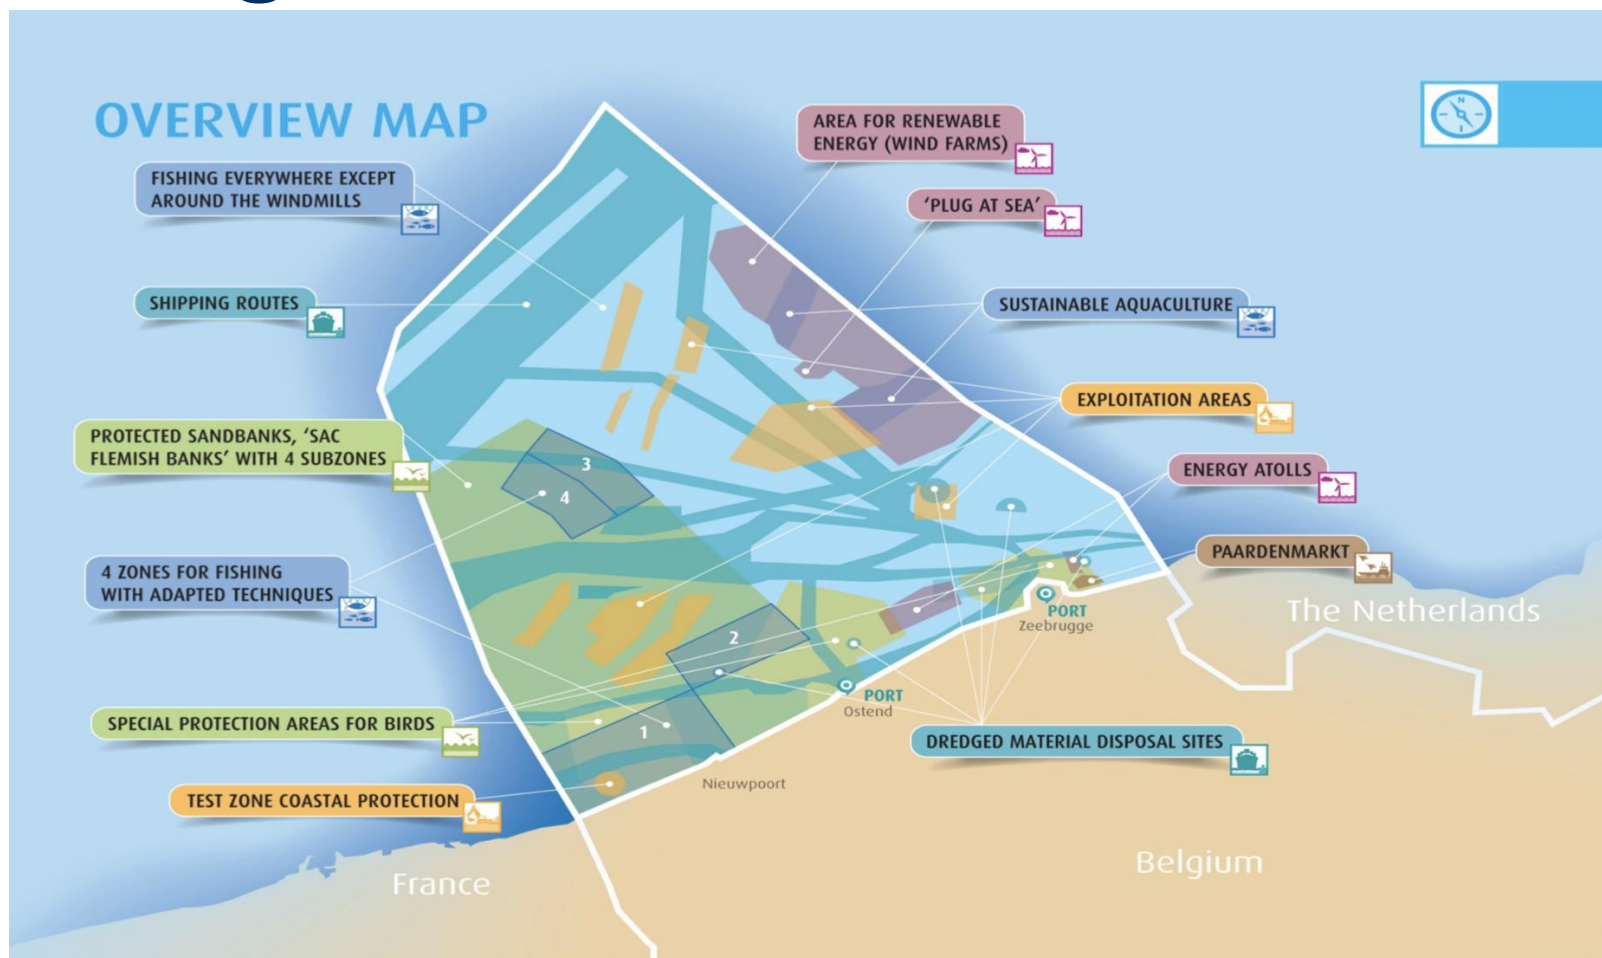 OVERVIEW MAP
FISHING EVERYWHERE EXCEPT
AROUND THE WINDMILLS
SHIPPING ROUTES
PROTECTED SANDBANKS, ‘SAC
FLEMISH BANKS’ WITH 4 SUBZONES
4 ZONES FOR FISHING
WITH ADAPTED TECHNIQUES
SPECIAL PROTECTION AREAS FOR BIRDS
TEST ZONE COASTAL PROTECTION
AREA FOR RENEWABLE
ENERGY (WIND FARMS)
‘PLUG AT SEA’
SUSTAINABLE AQUACULTURE
EXPLOITATION AREAS
ENERGY ATOLLS
PAARDENMARKT
DREDGED MATERIAL DISPOSAL SITES
N
3
4
2
1
PORT
Zeebrugge
PORT
Ostend
Nieuwpoort
The Netherlands
Belgium
France